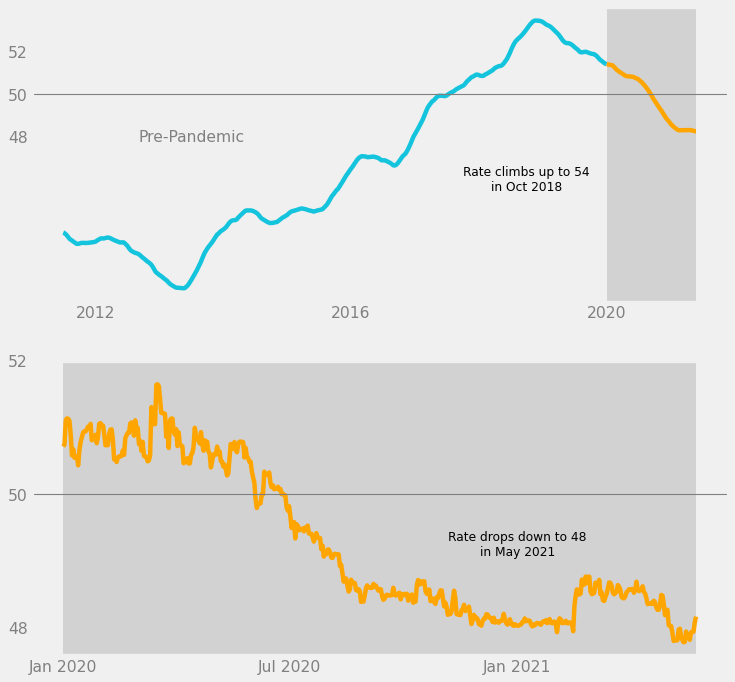 52
50
48
Pre-Pandemic
Rate climbs up to 54
in Oct 2018
2012 2016 2020
52
50
Rate drops down to 48
in May 2021
48
Jan 2020 Jul 2020 Jan 2021